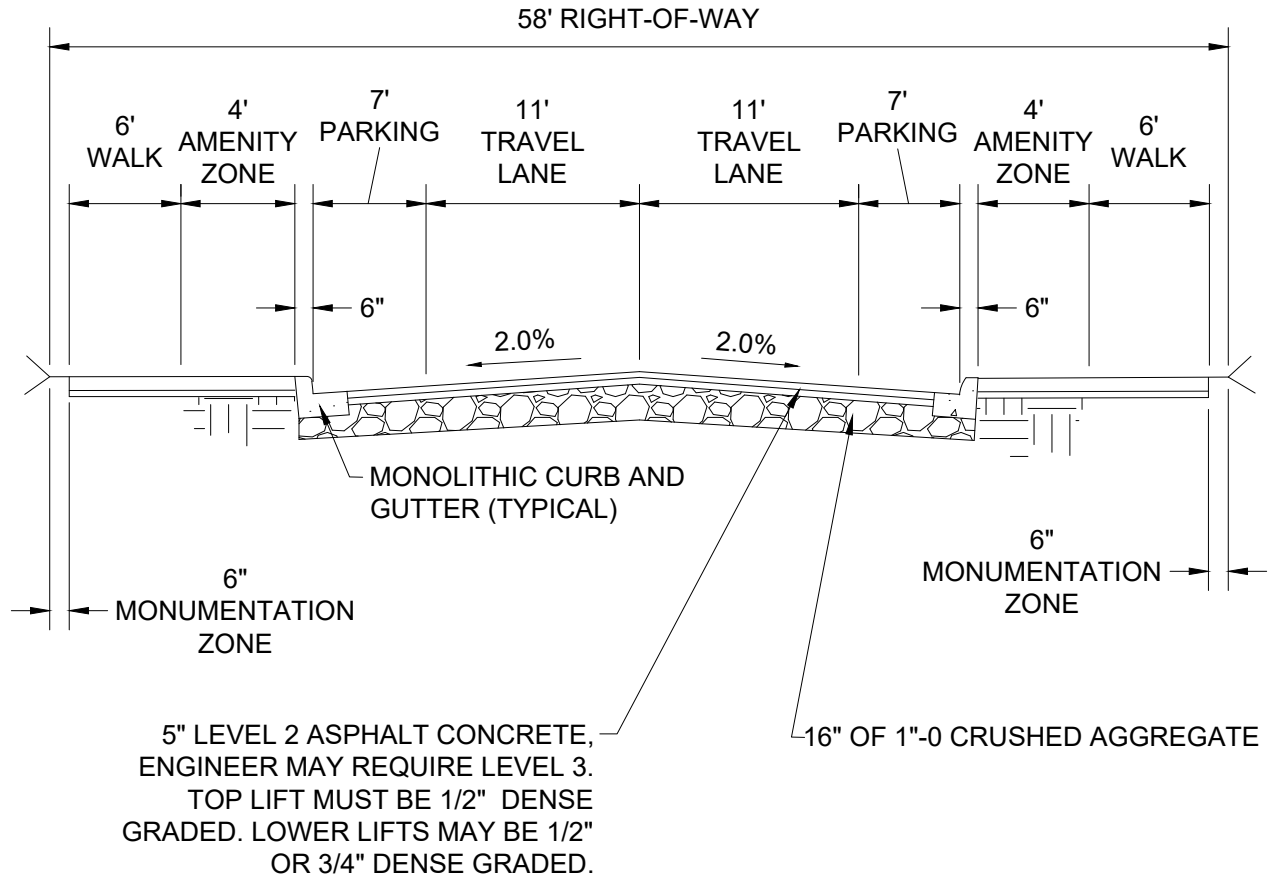 58' RIGHT-OF-WAY
6'
WALK
4'
AMENITY
ZONE
7'
PARKING
11'
TRAVEL
LANE
11'
TRAVEL
LANE
7'
PARKING
4'
AMENITY
ZONE
6'
WALK
6"
6"
2.0%
2.0%
MONOLITHIC CURB AND
GUTTER (TYPICAL)
6"
MONUMENTATION
ZONE
6"
MONUMENTATION
ZONE
5" LEVEL 2 ASPHALT CONCRETE,
ENGINEER MAY REQUIRE LEVEL 3.
TOP LIFT MUST BE 1/2" DENSE
GRADED. LOWER LIFTS MAY BE 1/2"
OR 3/4" DENSE GRADED.
16" OF 1"-0 CRUSHED AGGREGATE